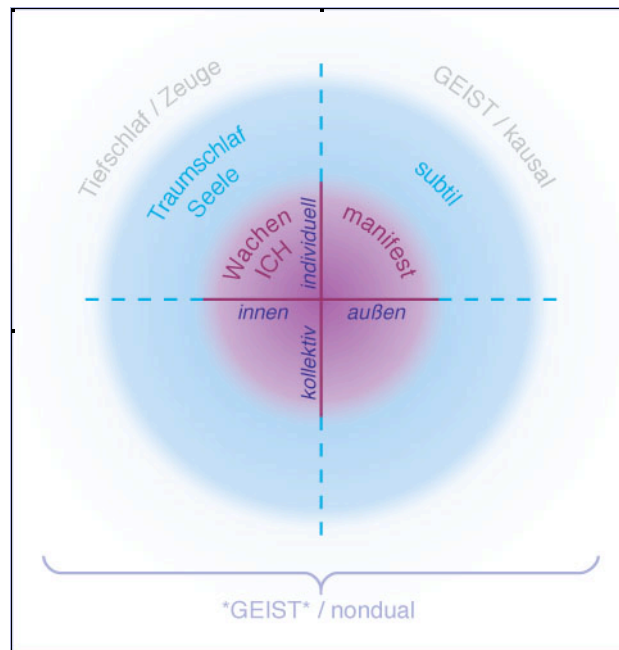 Tiefschlaf / Zeuge
GEIST / kausal
Traumschlaf
Seele
subtil
Wachen
ICH
individuell
manifest
innen
außen
kollektiv
*GEIST* / nondual